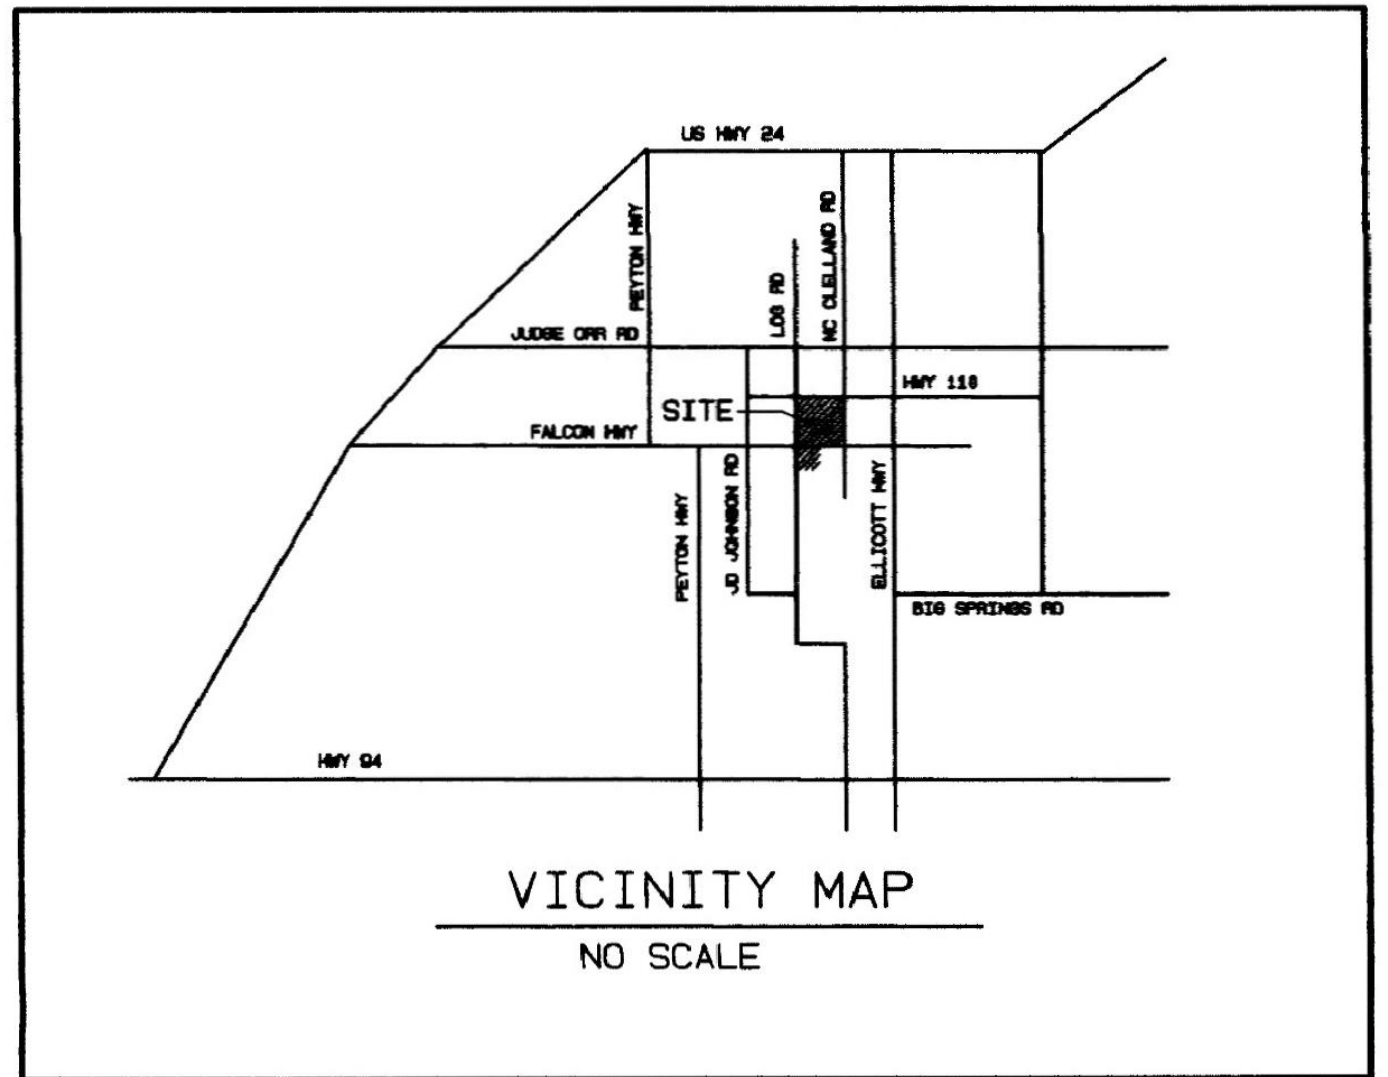 US HWY 24
PEYTON HWY
MC CLELLAND RD
LOG RD
JUDGE ORR RD
HWY 110
SITE
FALCON HWY
JD JOHNSON RD
PEYTON HWY
ELLICOTT HWY
BIG SPRINGS RD
HWY 94
VICINITY MAP
NO SCALE